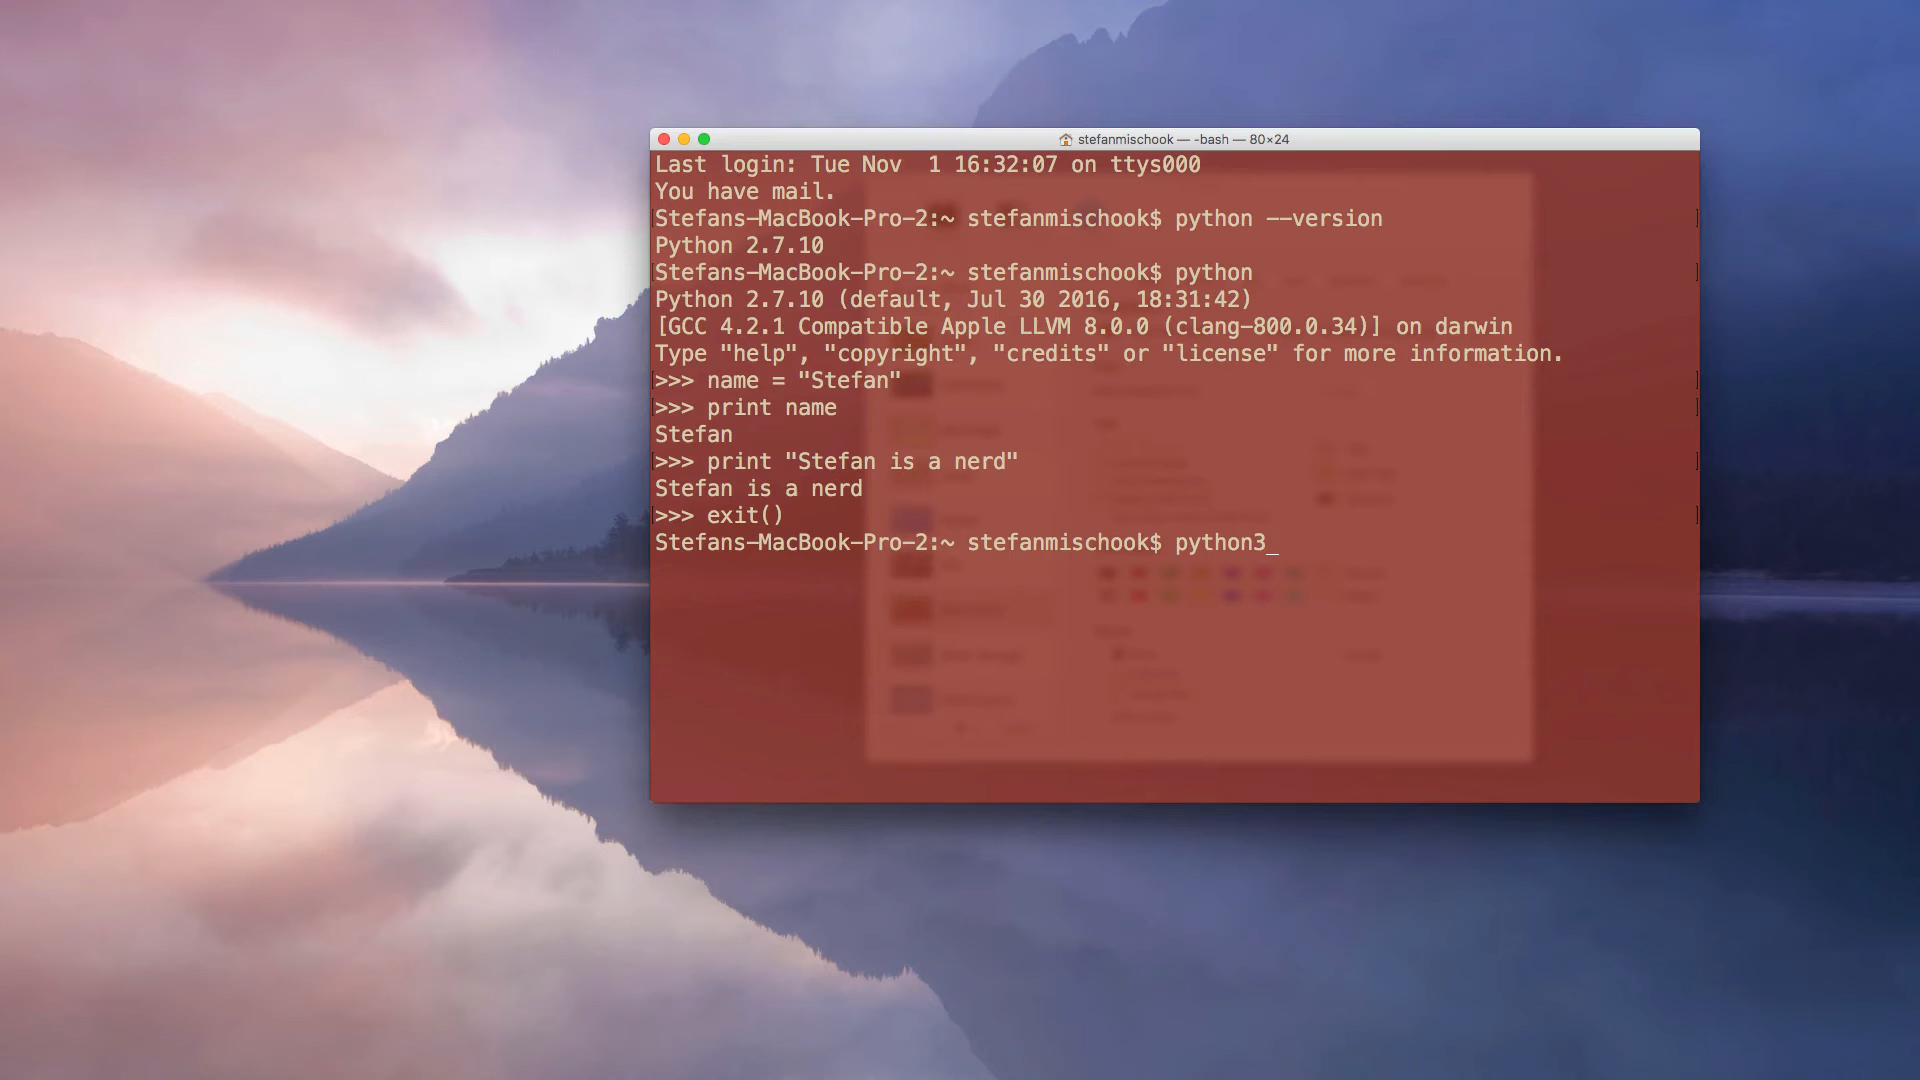 stefanmischook — -bash — 80×24
Last login: Tue Nov  1 16:32:07 on ttys000
You have mail.
Stefans-MacBook-Pro-2:~ stefanmischook$ python --version
Python 2.7.10
Stefans-MacBook-Pro-2:~ stefanmischook$ python
Python 2.7.10 (default, Jul 30 2016, 18:31:42)
[GCC 4.2.1 Compatible Apple LLVM 8.0.0 (clang-800.0.34)] on darwin
Type "help", "copyright", "credits" or "license" for more information.
>>> name = "Stefan"
>>> print name
Stefan
>>> print "Stefan is a nerd"
Stefan is a nerd
>>> exit()
Stefans-MacBook-Pro-2:~ stefanmischook$ python3_